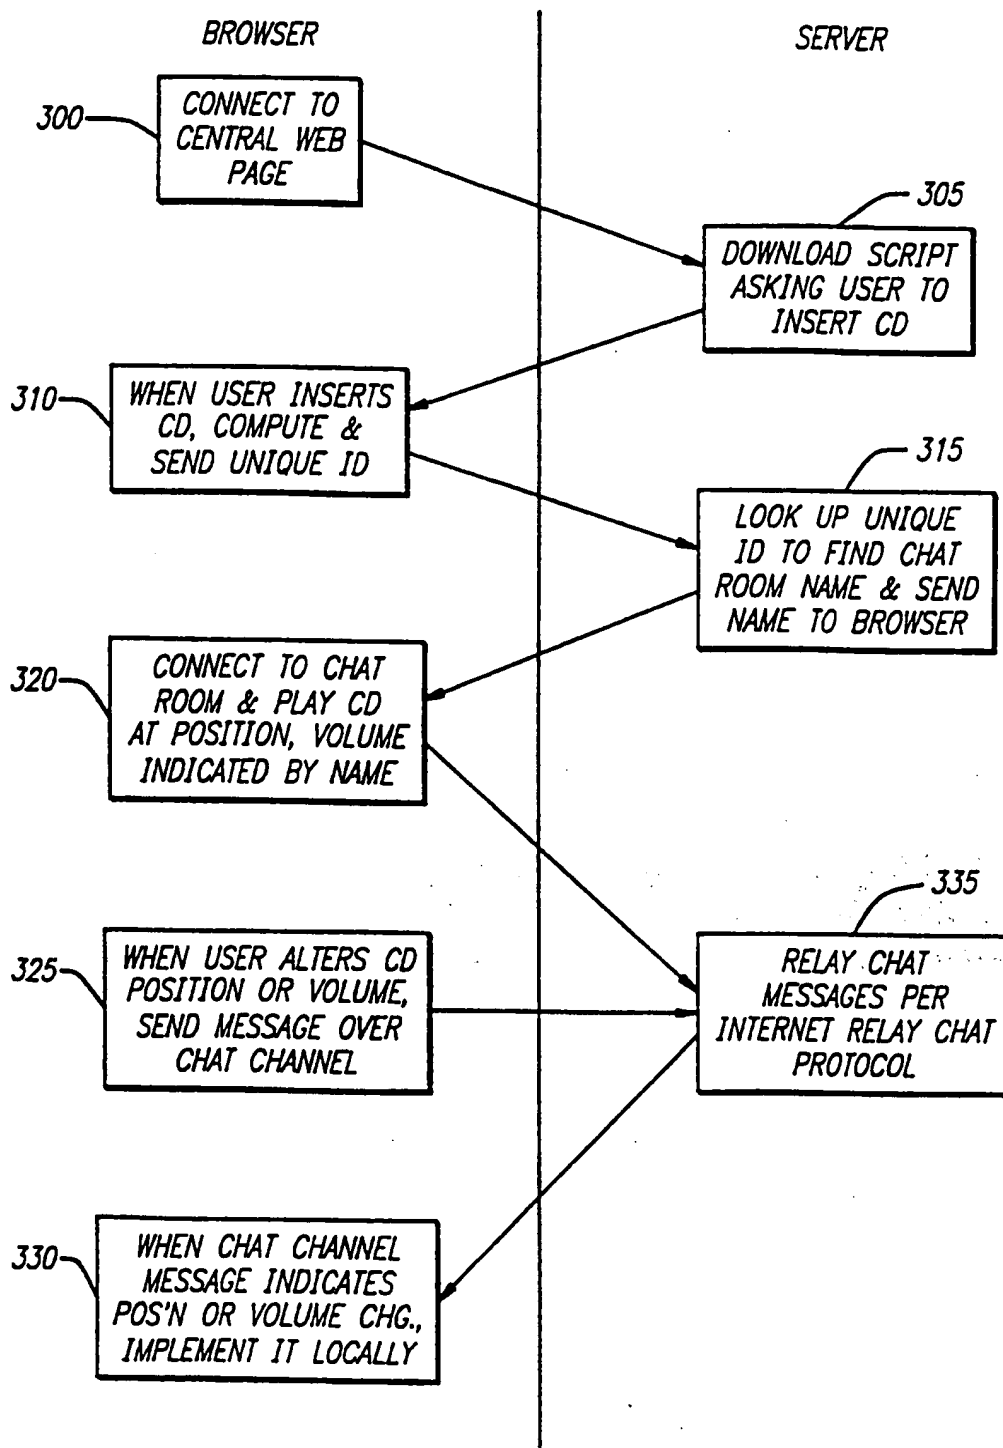 BROWSER
SERVER
300
CONNECT TO
CENTRAL WEB
PAGE
305
DOWNLOAD SCRIPT
ASKING USER TO
INSERT CD
310
WHEN USER INSERTS
CD, COMPUTE &
SEND UNIQUE ID
315
LOOK UP UNIQUE
ID TO FIND CHAT
ROOM NAME & SEND
NAME TO BROWSER
320
CONNECT TO CHAT
ROOM & PLAY CD
AT POSITION, VOLUME
INDICATED BY NAME
335
RELAY CHAT
MESSAGES PER
INTERNET RELAY CHAT
PROTOCOL
325
WHEN USER ALTERS CD
POSITION OR VOLUME,
SEND MESSAGE OVER
CHAT CHANNEL
330
WHEN CHAT CHANNEL
MESSAGE INDICATES
POS'N OR VOLUME CHG.,
IMPLEMENT IT LOCALLY